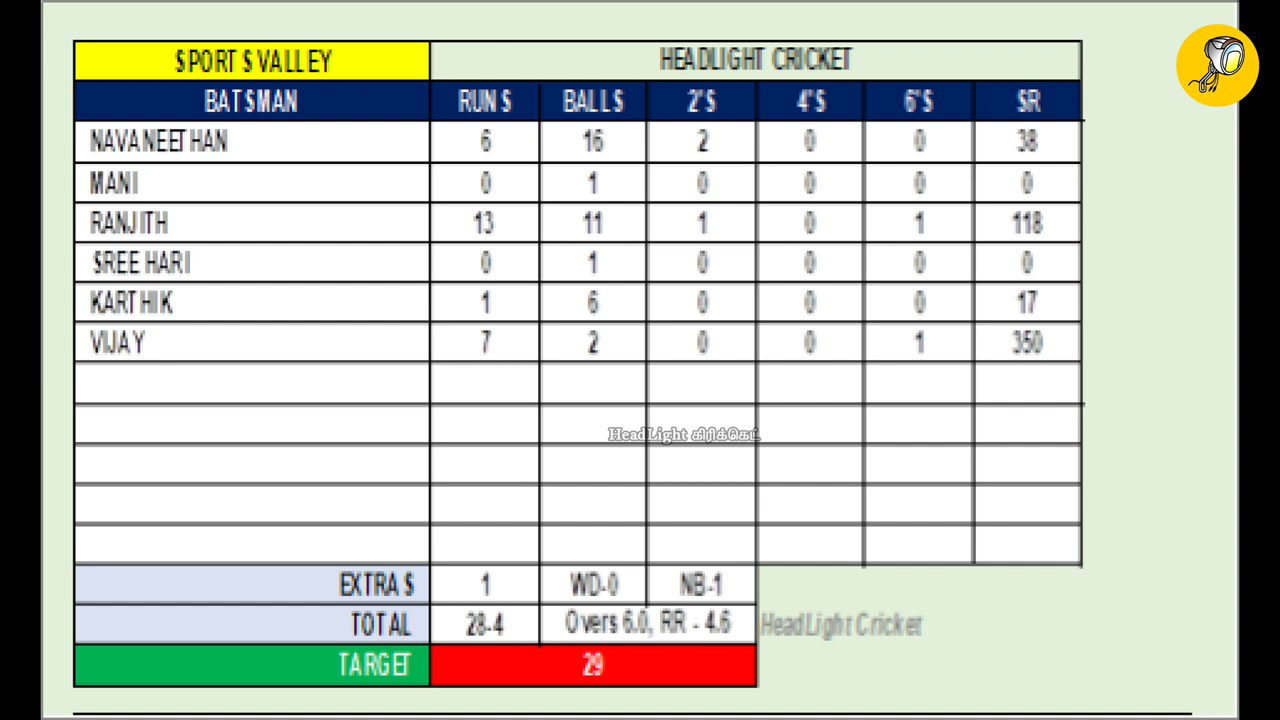 SPORTS VALLEY HEADLIGHT CRICKET
BATSMAN RUNS BALLS 2'S 4'S 6'S SR
NAVANEETHAN 6 16 2 0 0 38
MANI 0 1 0 0 0 0
RANJITH 13 11 1 0 1 118
SREE HARI 0 1 0 0 0 0
KARTHIK 1 6 0 0 0 17
VIJAY 7 2 0 0 1 350
HeadLight கிரிக்கெட்
EXTRAS 1 WD-0 NB-1
TOTAL 28-4 Overs 6.0, RR - 4.6 HeadLight Cricket
TARGET 29